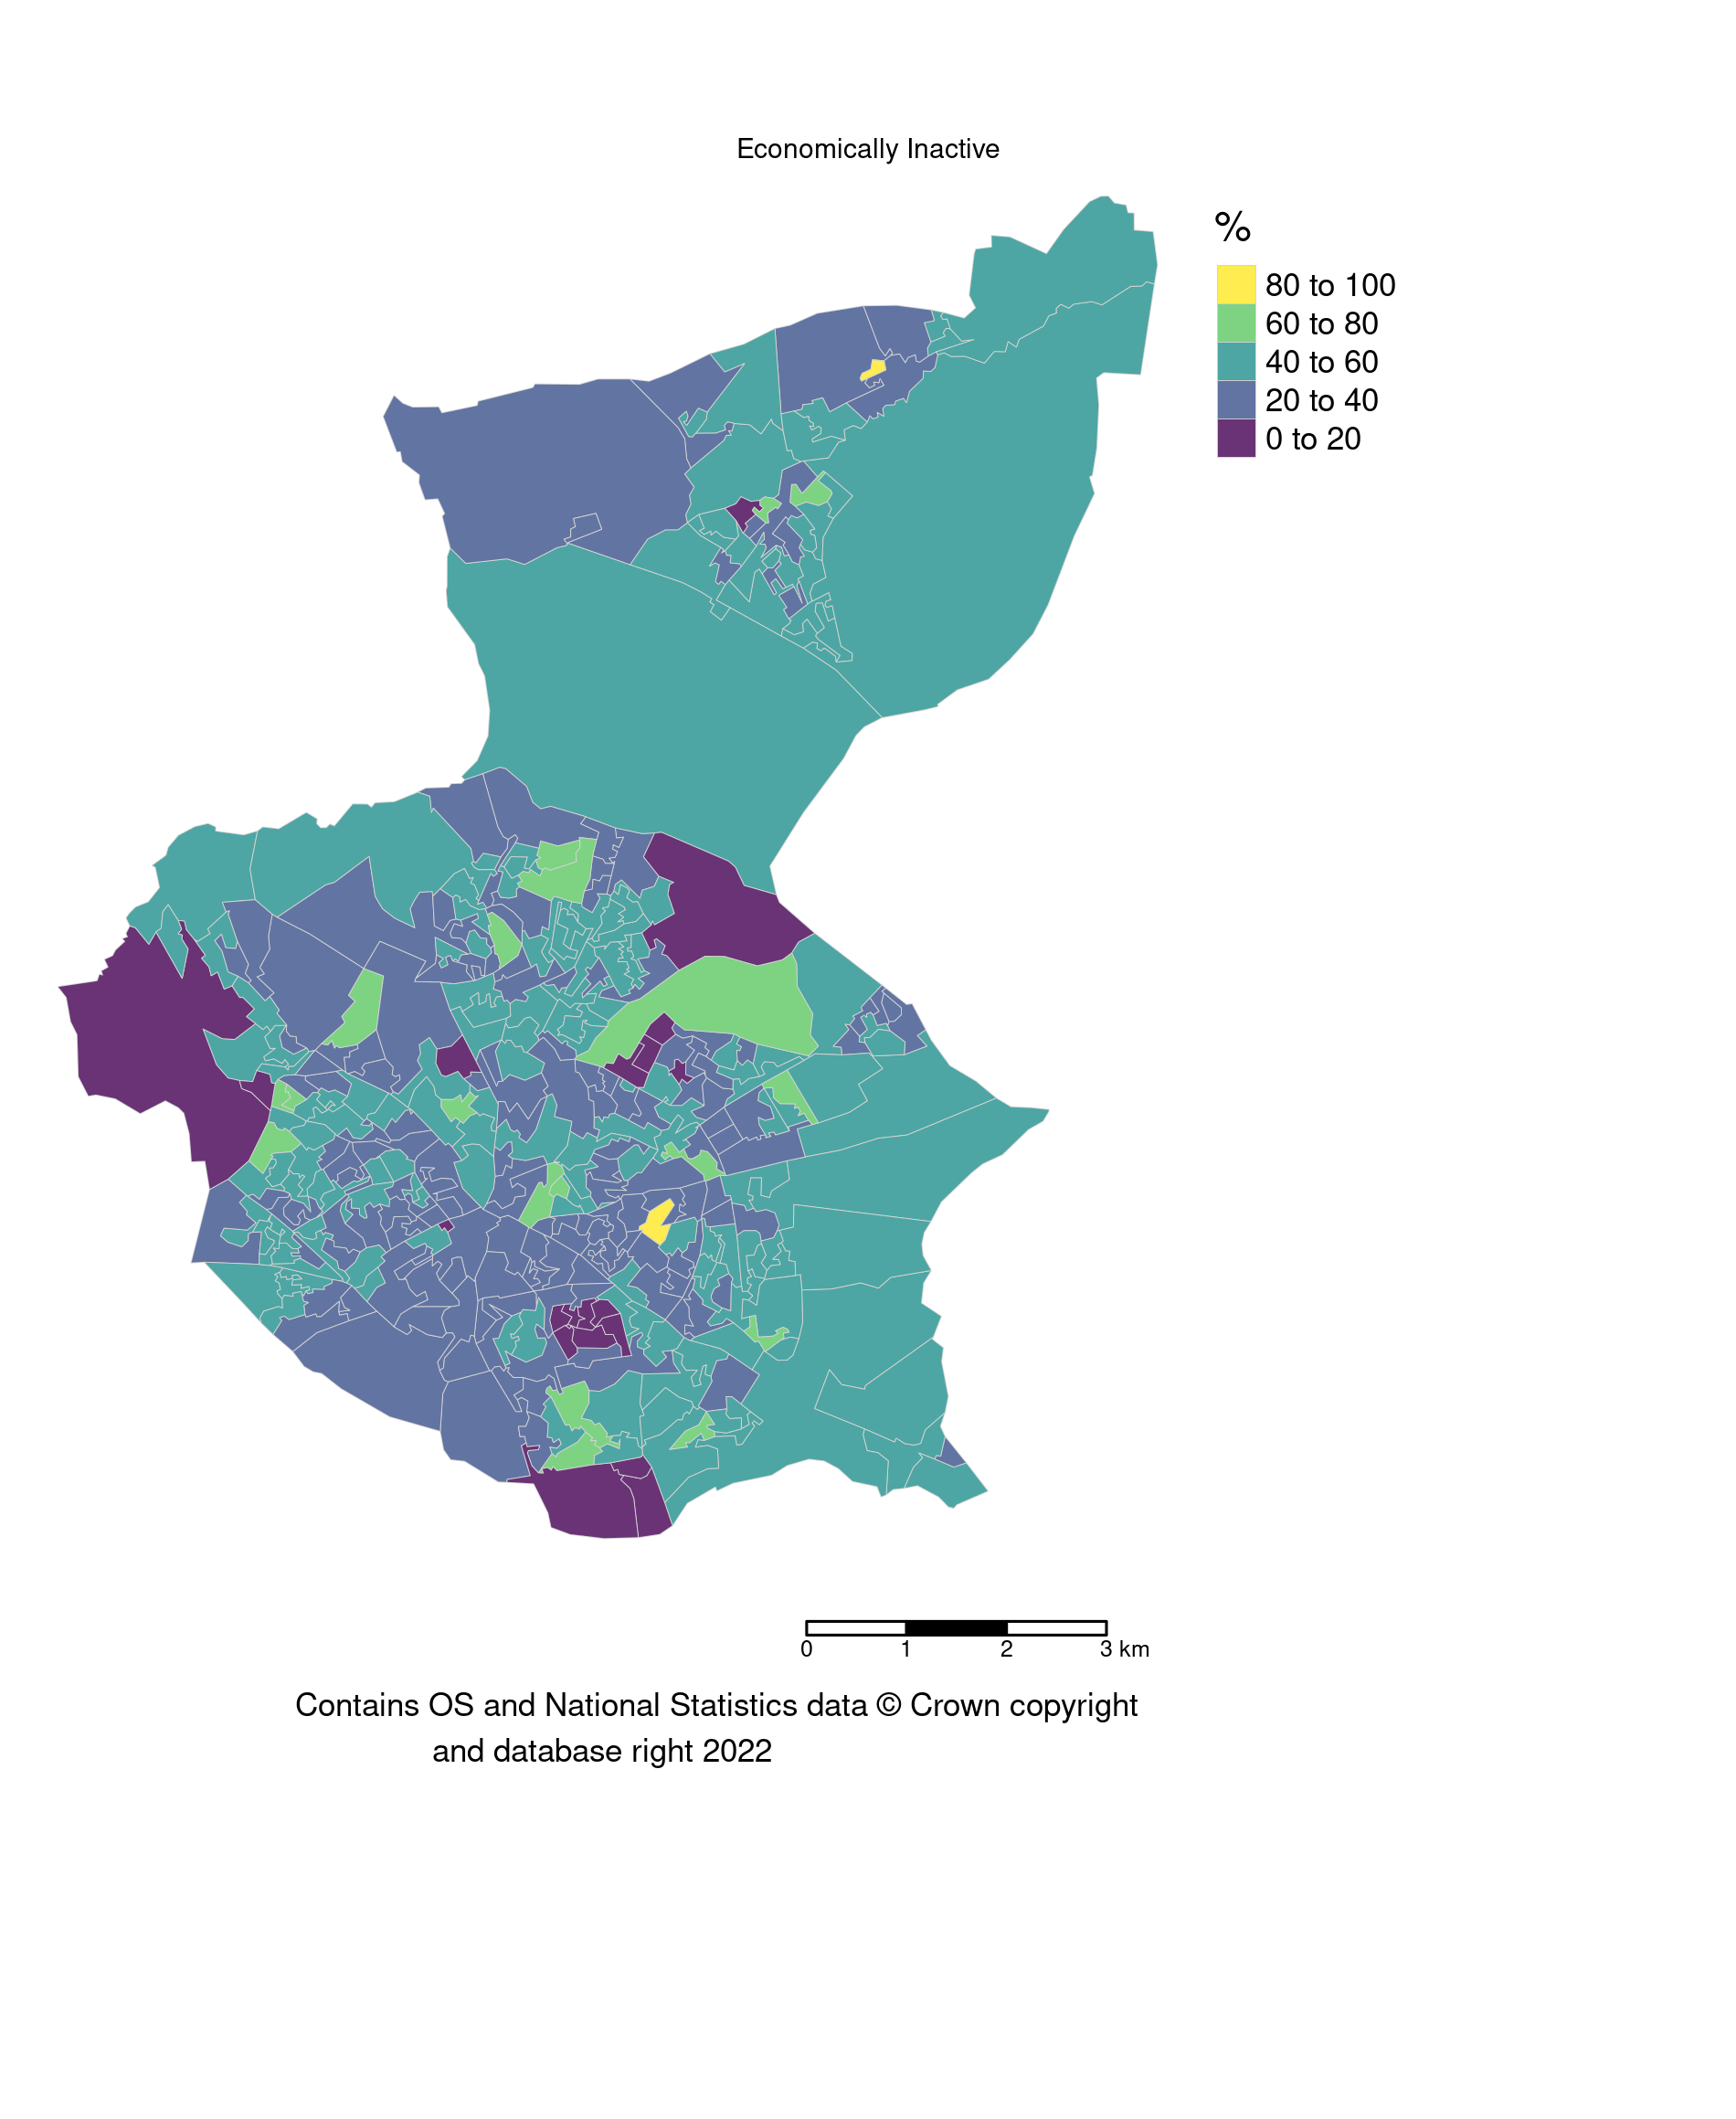 Economically Inactive
%
80 to 100
60 to 80
40 to 60
20 to 40
0 to 20
0 1 2 3 km
Contains OS and National Statistics data © Crown copyright
and database right 2022